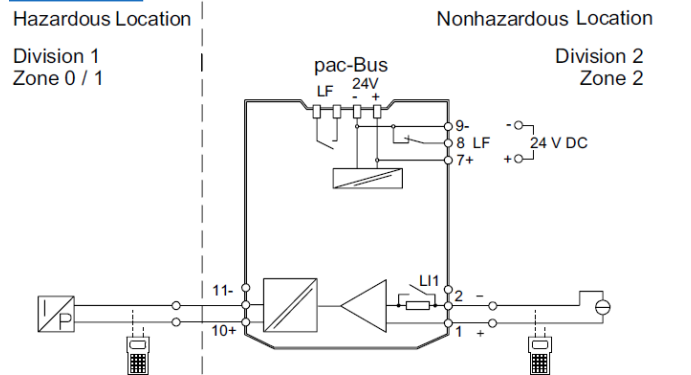 Hazardous Location
Nonhazardous Location
Division 1
Zone 0 / 1
Division 2
Zone 2
pac-Bus
LF
24V
- +
9-
8 LF
7+
-
+
24 V DC
11-
10+
LI1
2 -
1 +
I
P